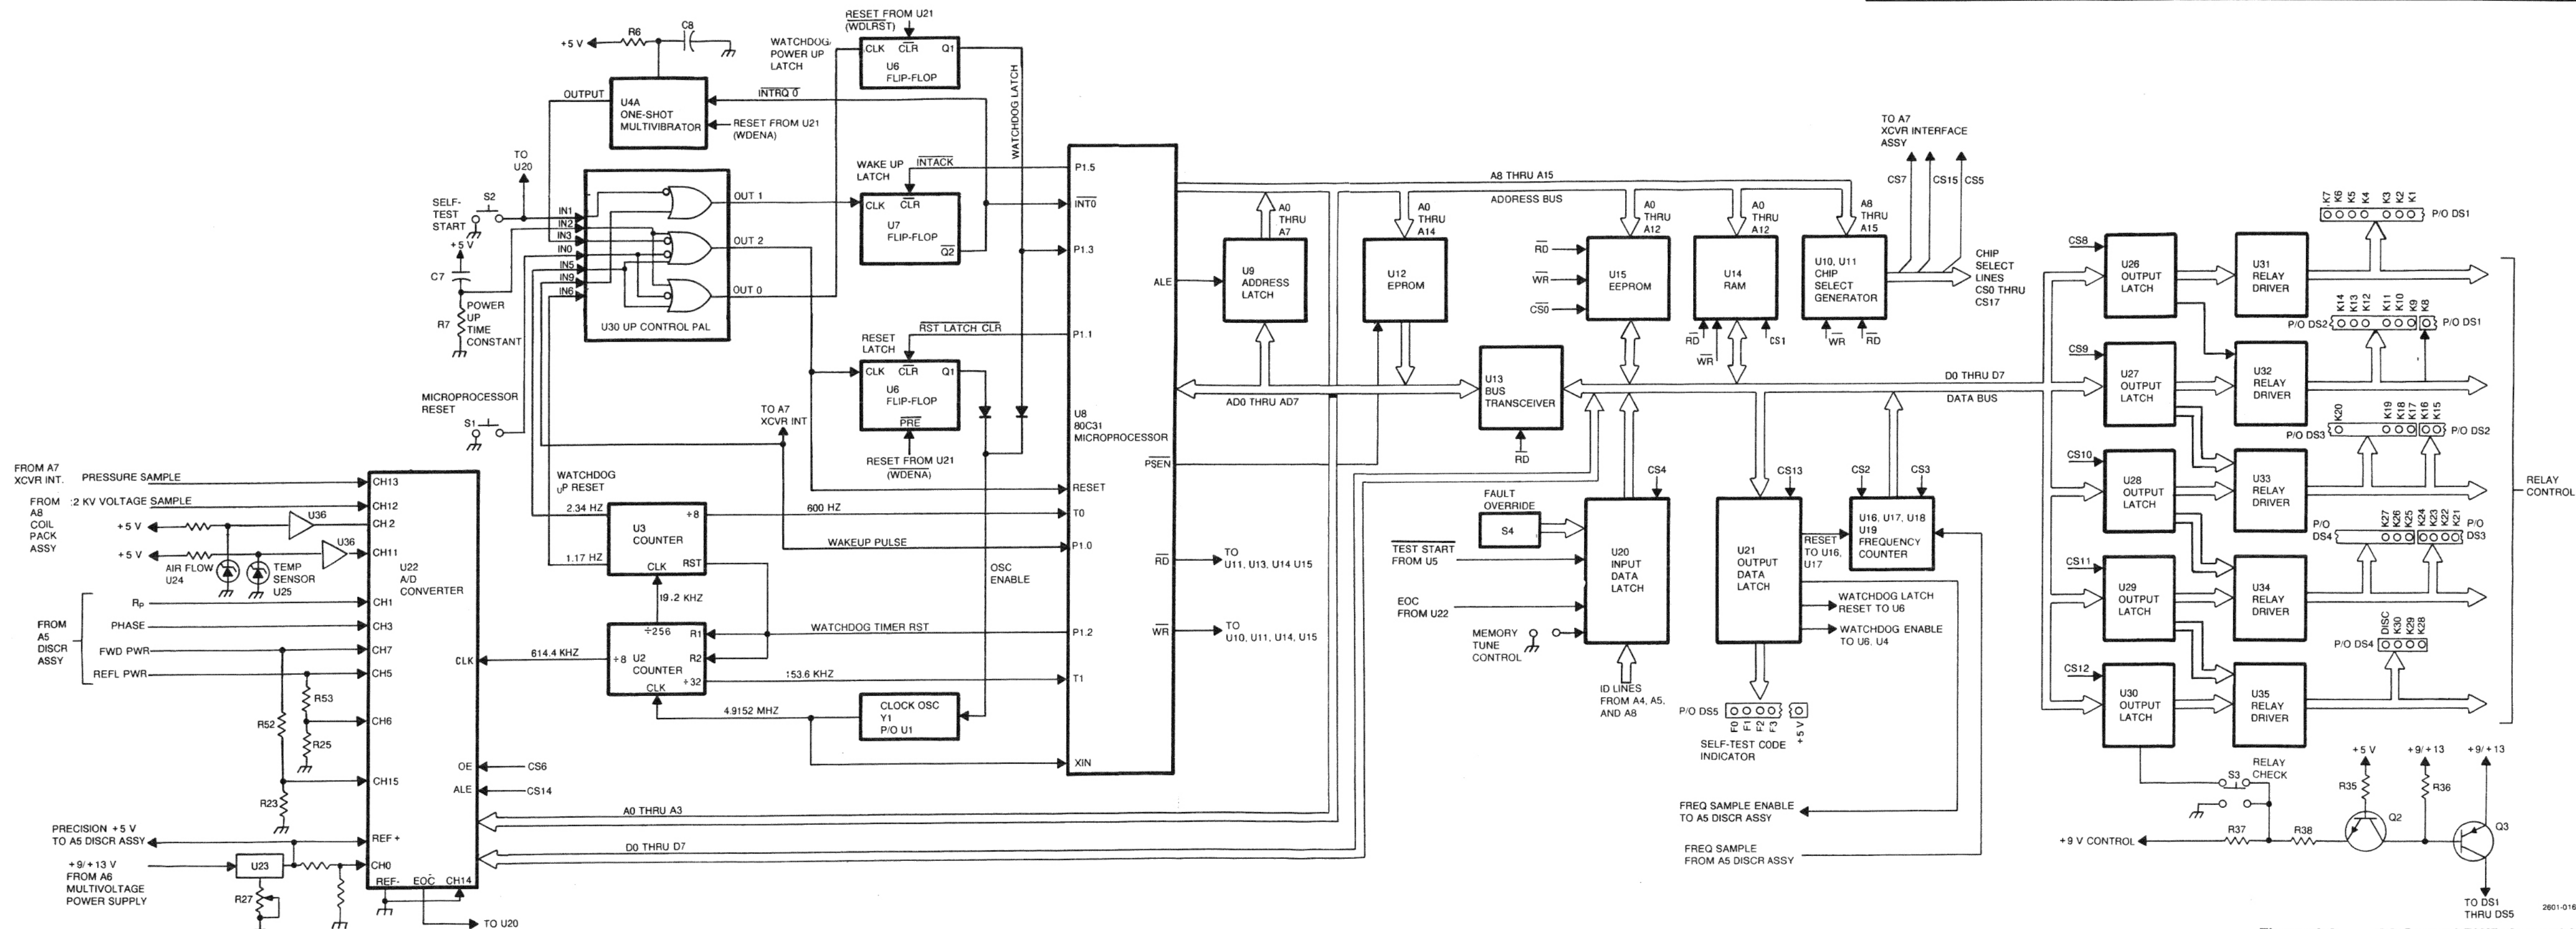 RESET FROM U21
(WDLRST)
R6
C8
+5 V
WATCHDOG
POWER UP
LATCH
CLK
CLR
Q1
U6
FLIP-FLOP
WATCHDOG LATCH
OUTPUT
U4A
ONE-SHOT
MULTIVIBRATOR
INTRQ 0
RESET FROM U21
(WDENA)
TO
U20
SELF-
TEST
START
S2
+5 V
C7
R7
POWER
UP
TIME
CONSTANT
IN1
IN2
IN3
IN0
IN5
IN9
IN6
OUT 1
OUT 2
OUT 0
U30 UP CONTROL PAL
WAKE UP
LATCH
INTACK
CLK
CLR
U7
FLIP-FLOP
Q2
RST LATCH CLR
RESET
LATCH
CLK
CLR
Q1
U6
FLIP-FLOP
PRE
RESET FROM U21
(WDENA)
MICROPROCESSOR
RESET
S1
TO A7
XCVR INT
WATCHDOG
µP RESET
2.34 HZ
1.17 HZ
U3
COUNTER
÷8
CLK
RST
600 HZ
WAKEUP PULSE
OSC
ENABLE
19.2 KHZ
÷256
U2
COUNTER
÷8
R1
R2
÷32
CLK
WATCHDOG TIMER RST
614.4 KHZ
153.6 KHZ
4.9152 MHZ
CLOCK OSC
Y1
P/O U1
P1.5
INT0
P1.3
ALE
P1.1
U8
80C31
MICROPROCESSOR
PSEN
RESET
T0
P1.0
RD
TO
U11, U13, U14 U15
P1.2
WR
TO
U10, U11, U14, U15
T1
XIN
FROM A7
XCVR INT.
PRESSURE SAMPLE
FROM
A8
COIL
PACK
ASSY
2 KV VOLTAGE SAMPLE
+5 V
U36
+5 V
U36
AIR FLOW
U24
TEMP
SENSOR
U25
FROM
A5
DISCR
ASSY
RP
PHASE
FWD PWR
REFL PWR
R53
R52
R25
R23
CH13
CH12
CH.2
CH11
U22
A/D
CONVERTER
CH1
CH3
CH7
CH5
CH6
CH15
REF +
CH0
REF-
EOC
CH14
CLK
OE
ALE
CS6
CS14
A0 THRU A3
D0 THRU D7
PRECISION +5 V
TO A5 DISCR ASSY
+9/+13 V
FROM A6
MULTIVOLTAGE
POWER SUPPLY
U23
R27
TO U20
A8 THRU A15
ADDRESS BUS
A0
THRU
A7
U9
ADDRESS
LATCH
A0
THRU
A14
U12
EPROM
AD0 THRU AD7
U13
BUS
TRANSCEIVER
RD
A0
THRU
A12
RD
WR
CS0
U15
EEPROM
A0
THRU
A12
U14
RAM
RD
WR
CS1
A8
THRU
A15
U10, U11
CHIP
SELECT
GENERATOR
WR
RD
TO A7
XCVR INTERFACE
ASSY
CS7
CS15
CS5
CHIP
SELECT
LINES
CS0 THRU
CS17
D0 THRU D7
DATA BUS
FAULT
OVERRIDE
S4
CS4
TEST START
FROM U5
EOC
FROM U22
MEMORY
TUNE
CONTROL
U20
INPUT
DATA
LATCH
ID LINES
FROM A4, A5,
AND A8
CS13
U21
OUTPUT
DATA
LATCH
CS2
CS3
U16, U17, U18
U19
FREQUENCY
COUNTER
RESET
TO U16,
U17
WATCHDOG LATCH
RESET TO U6
WATCHDOG ENABLE
TO U6. U4
P/O DS5
F0
F1
F2
F3
+5 V
SELF-TEST CODE
INDICATOR
FREQ SAMPLE ENABLE
TO A5 DISCR ASSY
FREQ SAMPLE
FROM A5 DISCR ASSY
CS8
U26
OUTPUT
LATCH
U31
RELAY
DRIVER
K7
K6
K5
K4
K3
K2
K1
P/O DS1
CS9
U27
OUTPUT
LATCH
U32
RELAY
DRIVER
P/O DS2
K14
K13
K12
K11
K10
K9
K8
P/O DS1
CS10
U28
OUTPUT
LATCH
U33
RELAY
DRIVER
P/O DS3
K20
K19
K18
K17
K16
K15
P/O DS2
CS11
U29
OUTPUT
LATCH
U34
RELAY
DRIVER
P/O
DS4
K27
K26
K25
K24
K23
K22
K21
P/O
DS3
CS12
U30
OUTPUT
LATCH
U35
RELAY
DRIVER
P/O DS4
DISC
K30
K29
K28
RELAY
CONTROL
S3
RELAY
CHECK
+5 V
+9/+13
+9/+13
R35
R36
Q2
Q3
+9 V CONTROL
R37
R38
TO DS1
THRU DS5
2601-016